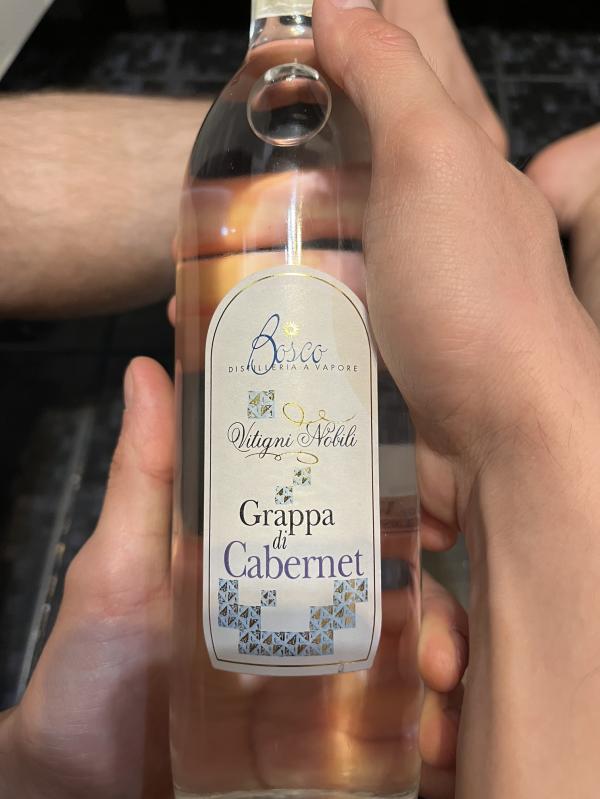 Bosco
DISTILLERIA A VAPORE
Vitigni Nobili
Grappa
di
Cabernet